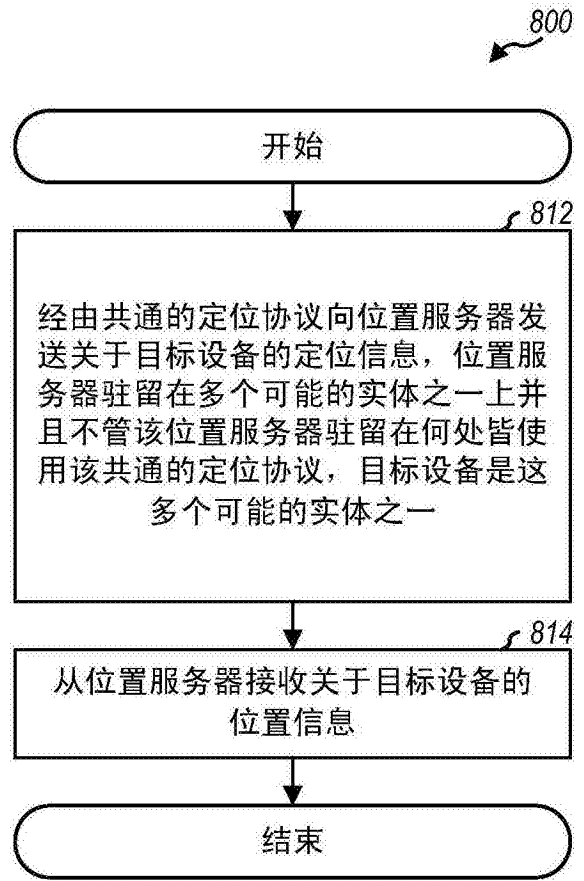 800
开始
812
经由共通的定位协议向位置服务器发
送关于目标设备的定位信息，位置服
务器驻留在多个可能的实体之一上并
且不管该位置服务器驻留在何处皆使
用该共通的定位协议，目标设备是这
多个可能的实体之一
814
从位置服务器接收关于目标设备的
位置信息
结束